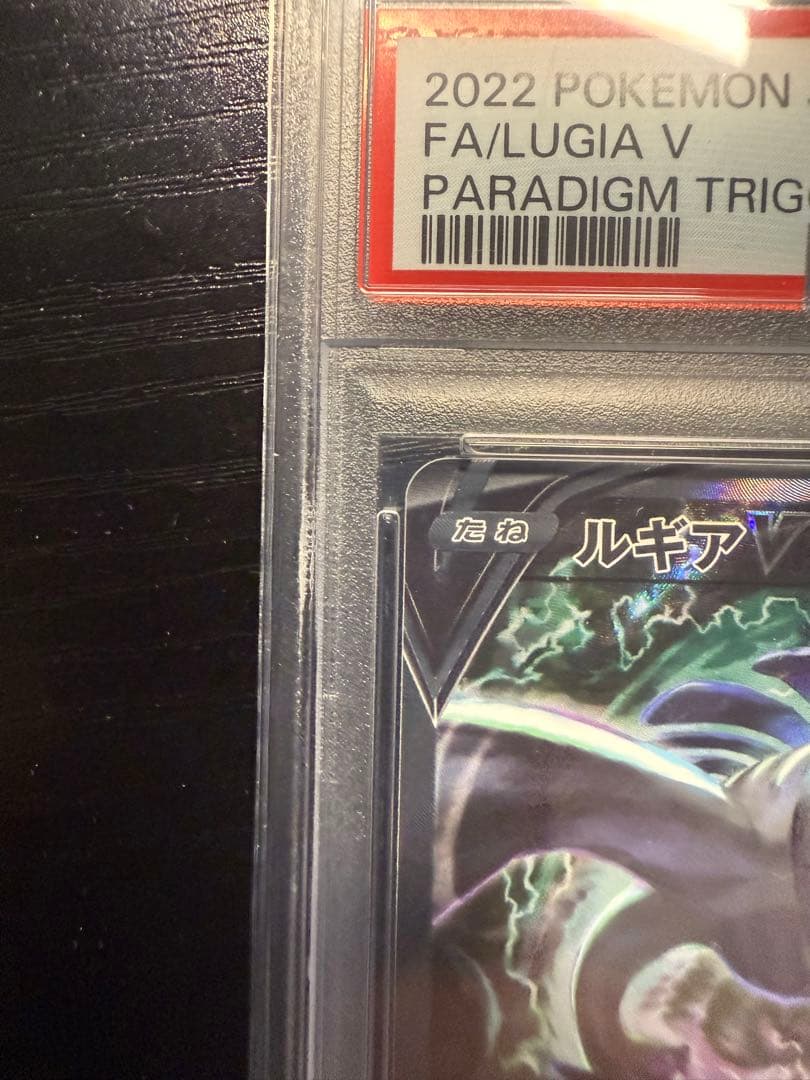 2022 POKEMON
FA/LUGIA V
PARADIGM TRIG
たね ルギアV